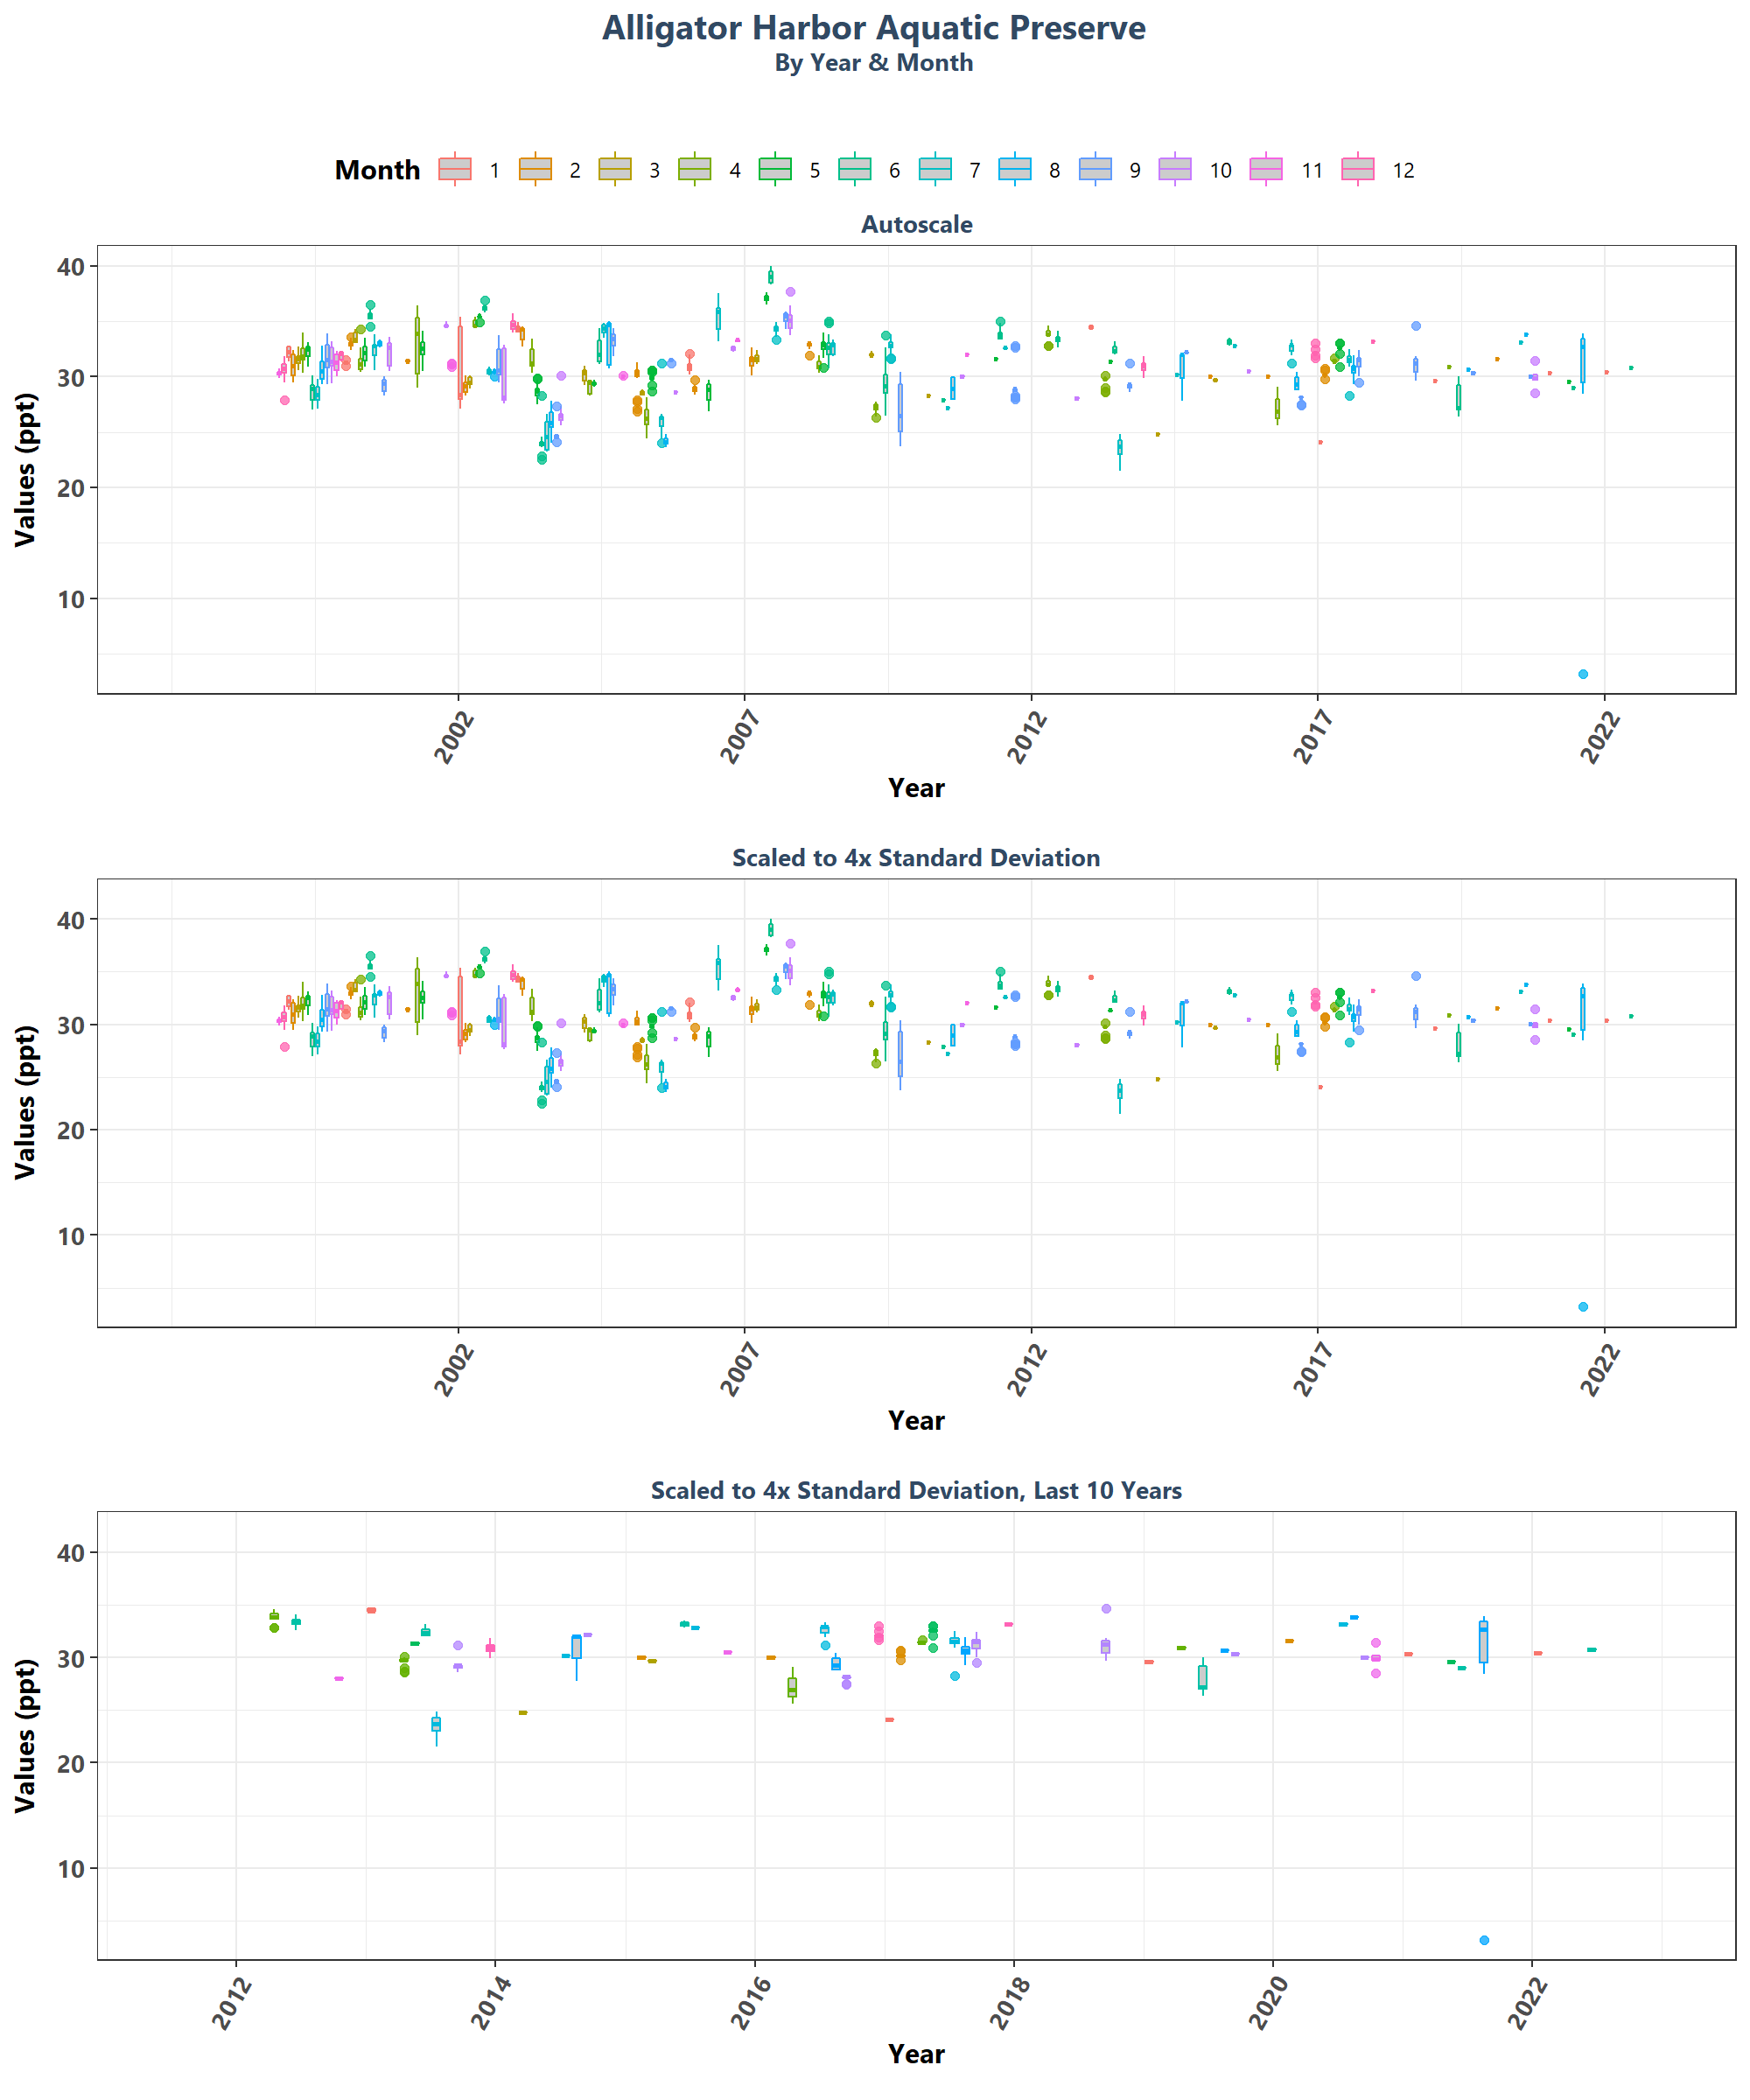 Alligator Harbor Aquatic Preserve
By Year & Month
Month 1 2 3 4 5 6 7 8 9 10 11 12
Autoscale
40
30
20
10
Values (ppt)
2002 2007 2012 2017 2022
Year
Scaled to 4x Standard Deviation
40
30
20
10
Values (ppt)
2002 2007 2012 2017 2022
Year
Scaled to 4x Standard Deviation, Last 10 Years
40
30
20
10
Values (ppt)
2012 2014 2016 2018 2020 2022
Year